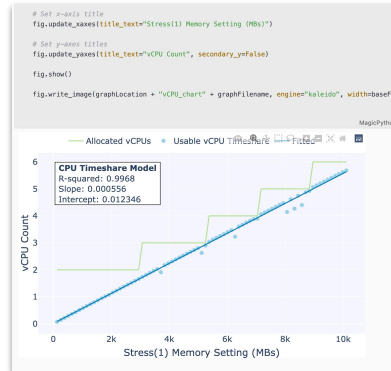 # Set x-axis title
fig.update_xaxes(title_text="Stress(1) Memory Setting (MBs)")
# Set y-axes titles
fig.update_yaxes(title_text="vCPU Count", secondary_y=False)
fig.show()
fig.write_image(graphLocation + "vCPU_chart" + graphFilename, engine="kaleido", width=baseF
MagicPytho
Allocated vCPUs Usable vCPU Timeshare Fitted
6
CPU Timeshare Model
R-squared: 0.9968
5
Slope: 0.000556
Intercept: 0.012346
4
3
2
1
0
vCPU Count
0 2k 4k 6k 8k 10k
Stress(1) Memory Setting (MBs)